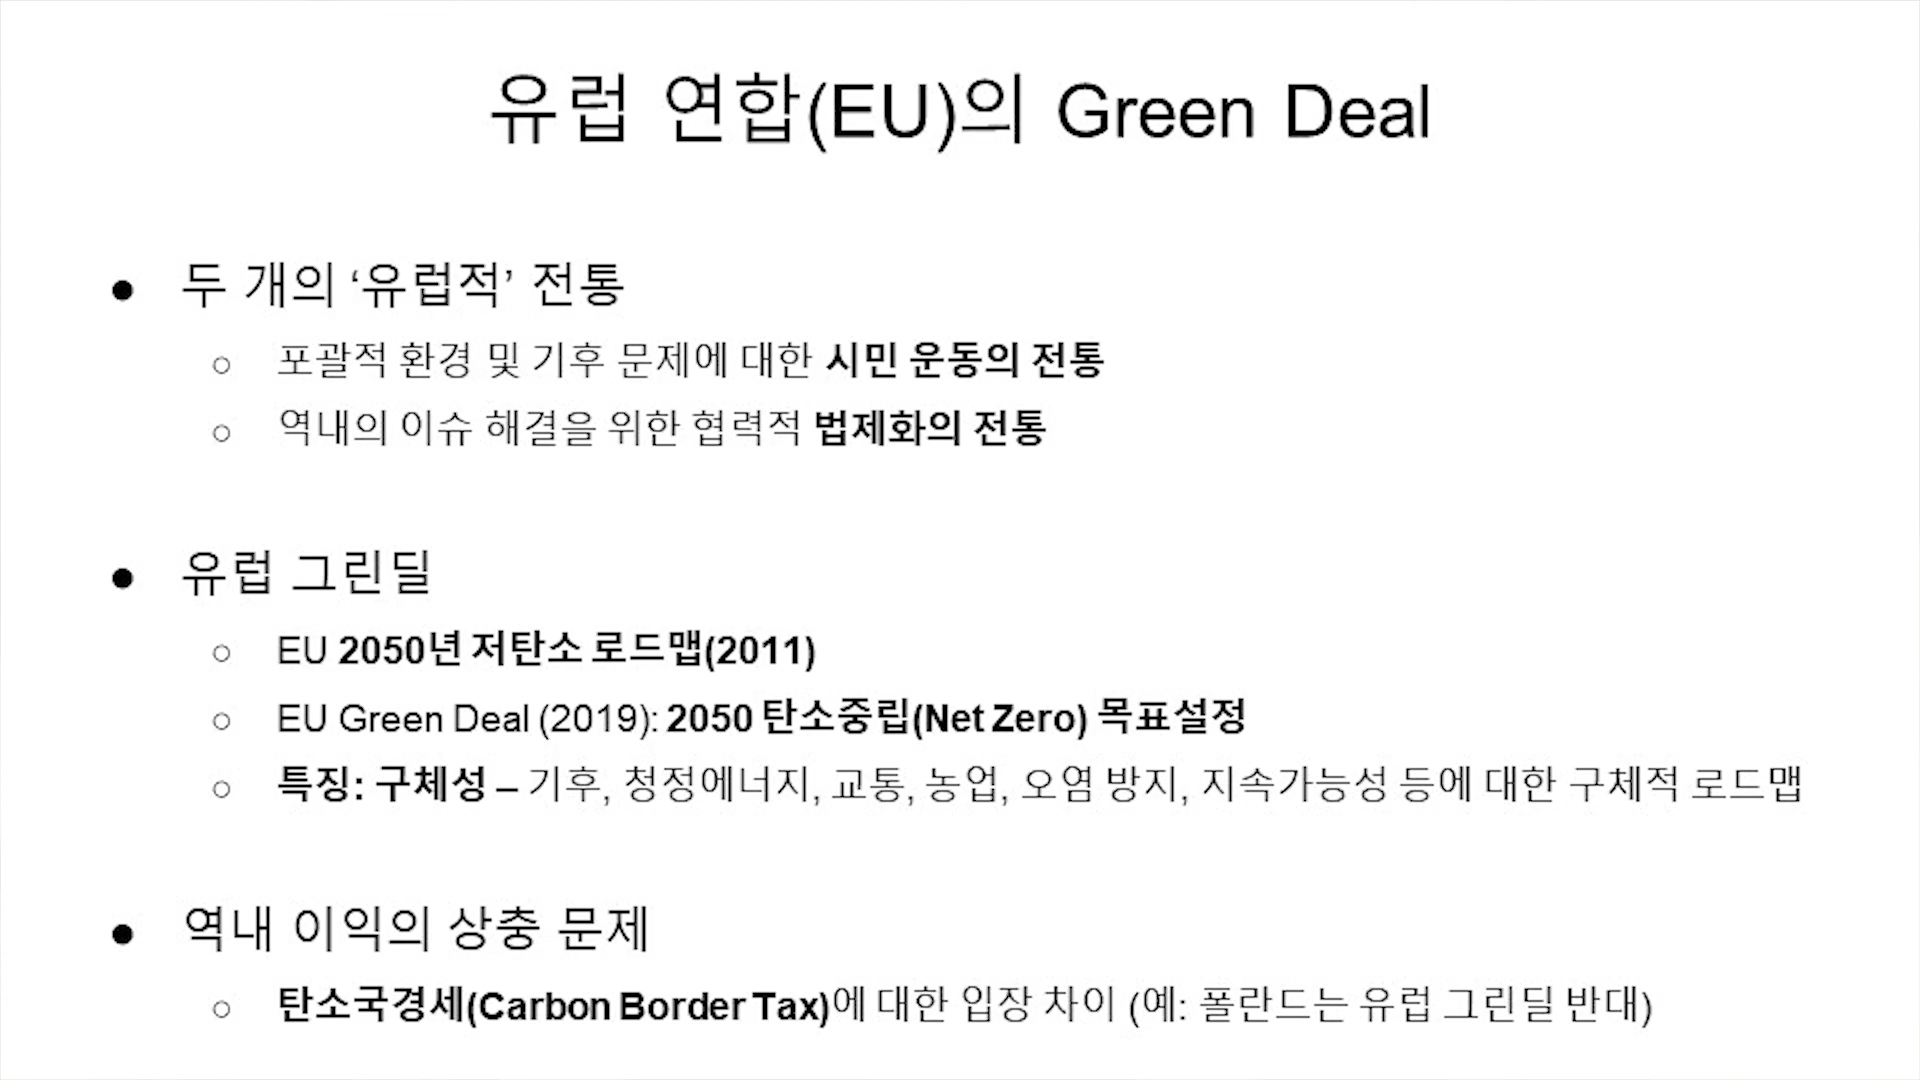 유럽 연합(EU)의 Green Deal
● 두 개의 ‘유럽적’ 전통
○ 포괄적 환경 및 기후 문제에 대한 시민 운동의 전통
○ 역내의 이슈 해결을 위한 협력적 법제화의 전통
● 유럽 그린딜
○ EU 2050년 저탄소 로드맵(2011)
○ EU Green Deal (2019): 2050 탄소중립(Net Zero) 목표설정
○ 특징: 구체성 – 기후, 청정에너지, 교통, 농업, 오염 방지, 지속가능성 등에 대한 구체적 로드맵
● 역내 이익의 상충 문제
○ 탄소국경세(Carbon Border Tax)에 대한 입장 차이 (예: 폴란드는 유럽 그린딜 반대)